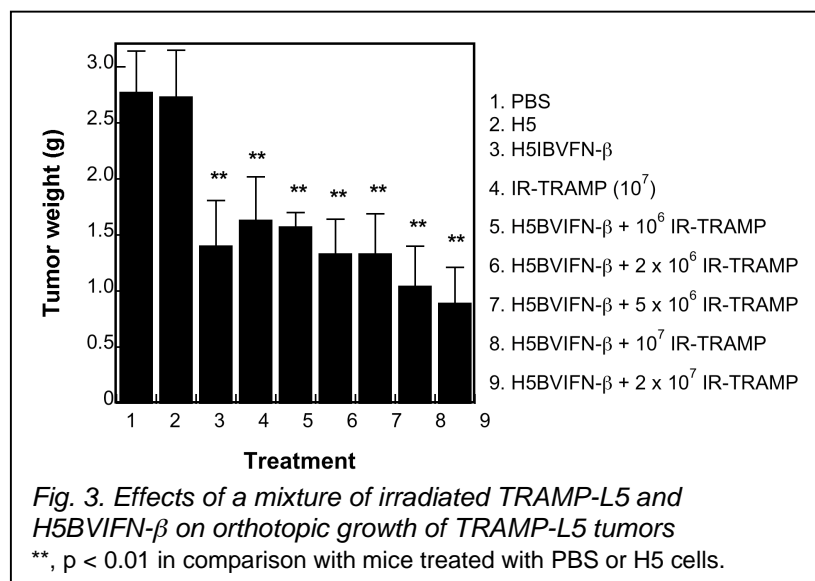 3.0
2.5
2.0
1.5
1.0
0.5
0
Tumor weight (g)
** ** ** ** ** ** **
1 2 3 4 5 6 7 8 9
Treatment
1. PBS
2. H5
3. H5IBVFN-β
4. IR-TRAMP (10⁷)
5. H5BVIFN-β + 10⁶ IR-TRAMP
6. H5BVIFN-β + 2 x 10⁶ IR-TRAMP
7. H5BVIFN-β + 5 x 10⁶ IR-TRAMP
8. H5BVIFN-β + 10⁷ IR-TRAMP
9. H5BVIFN-β + 2 x 10⁷ IR-TRAMP
Fig. 3. Effects of a mixture of irradiated TRAMP-L5 and
H5BVIFN-β on orthotopic growth of TRAMP-L5 tumors
**, p < 0.01 in comparison with mice treated with PBS or H5 cells.